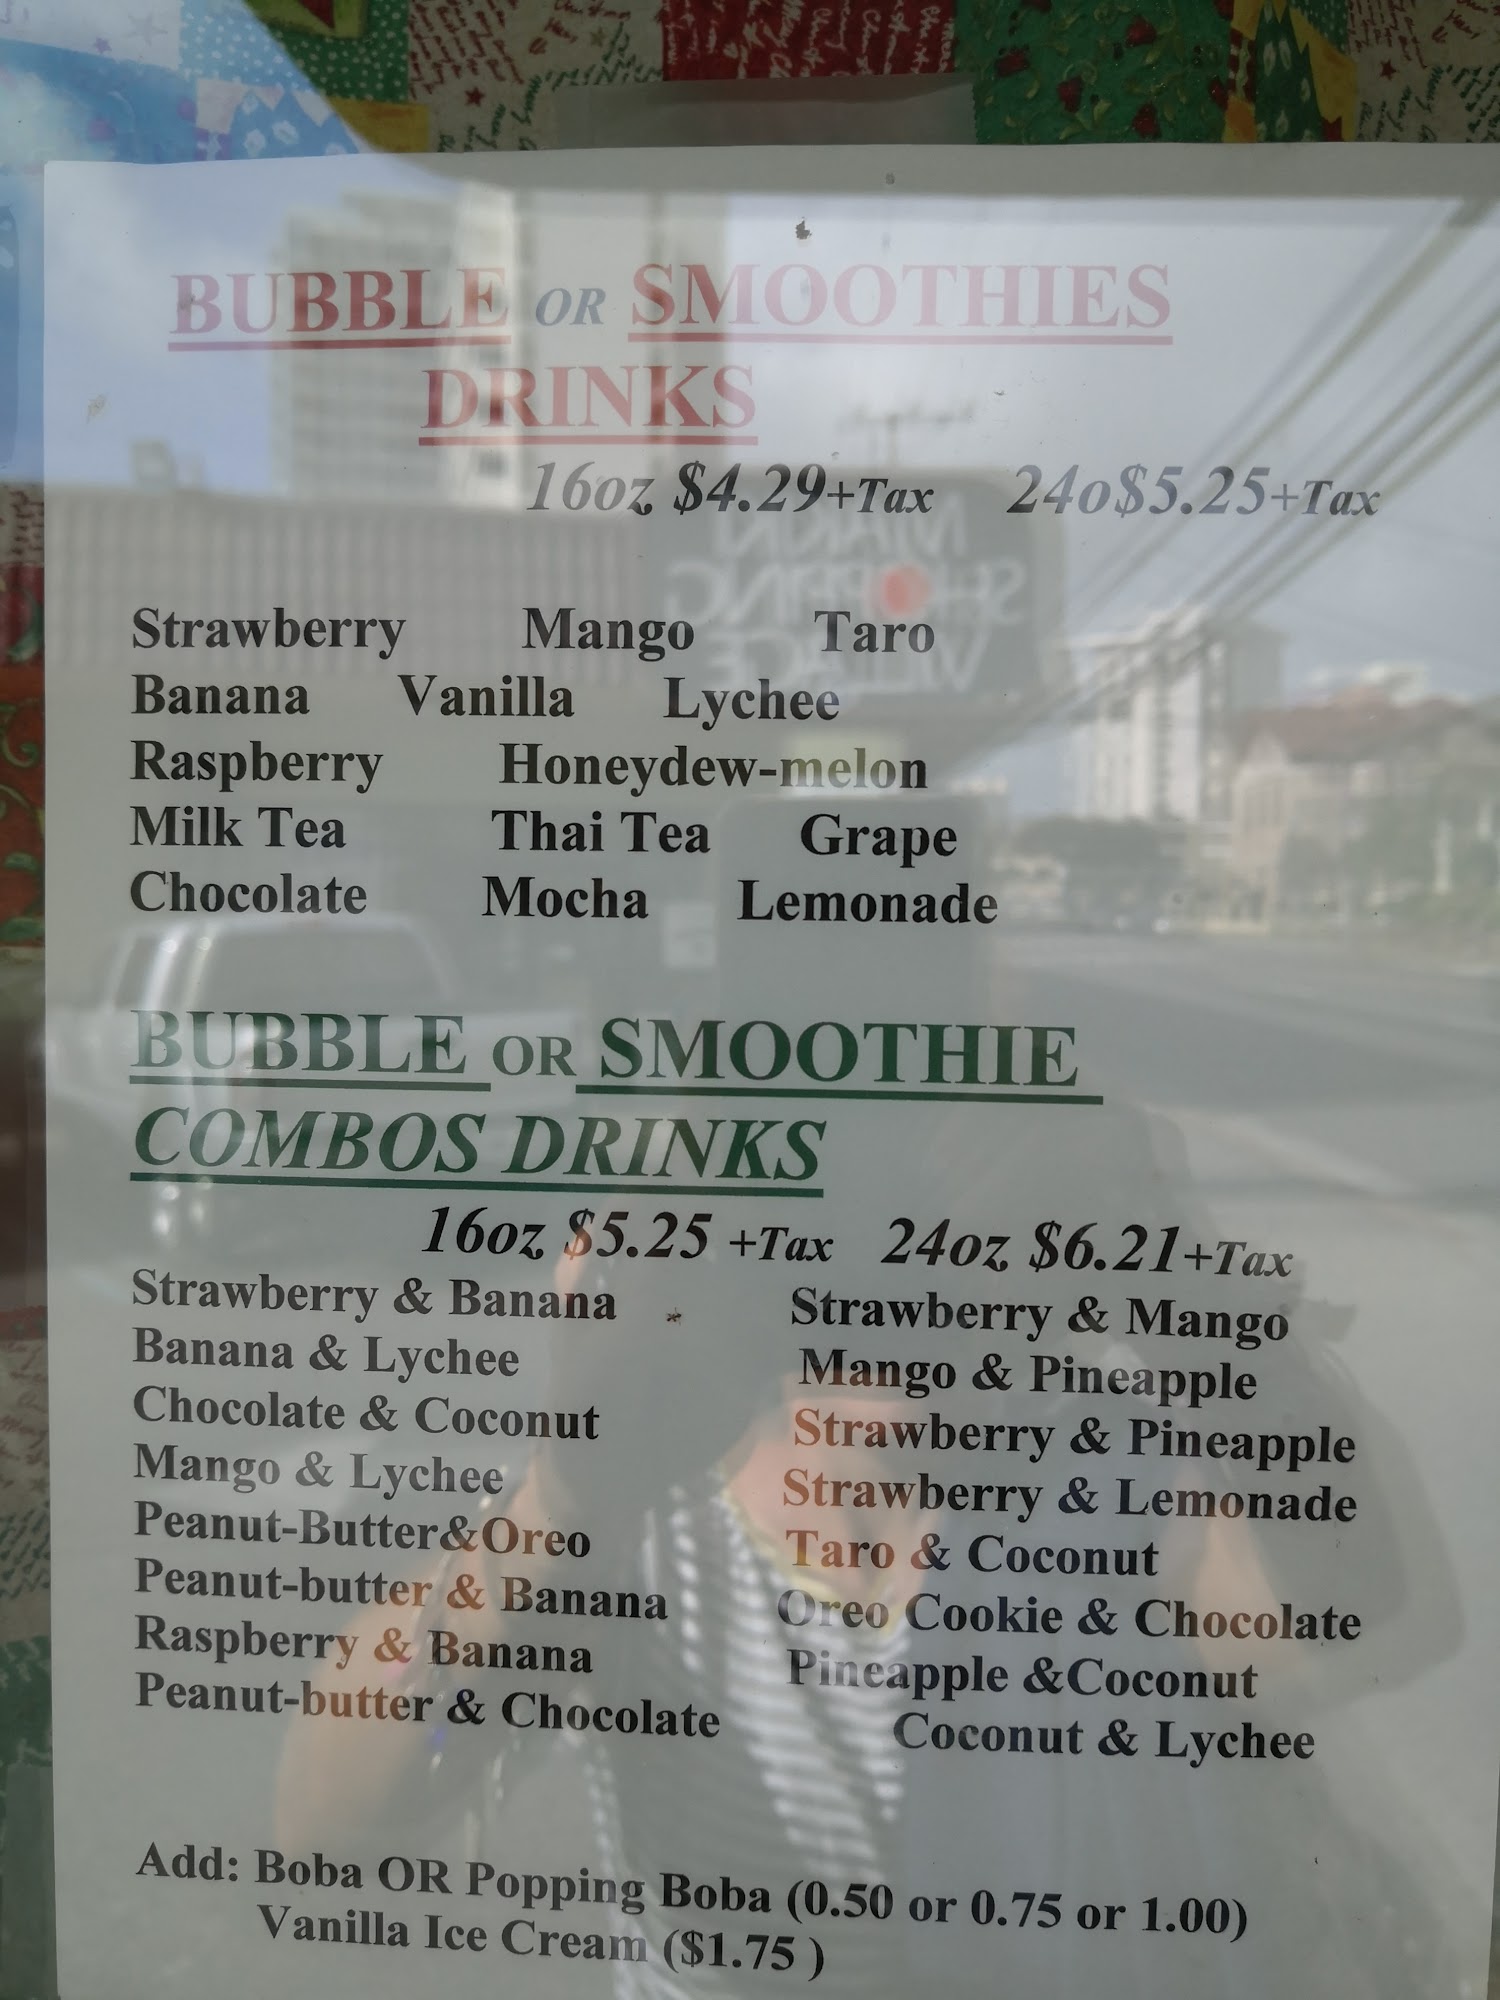 BUBBLE OR SMOOTHIES
DRINKS
16oz $4.29+Tax 24o$5.25+Tax
Strawberry Mango Taro
Banana Vanilla Lychee
Raspberry Honeydew-melon
Milk Tea Thai Tea Grape
Chocolate Mocha Lemonade
BUBBLE OR SMOOTHIE
COMBOS DRINKS
16oz $5.25 +Tax 24oz $6.21+Tax
Strawberry & Banana Strawberry & Mango
Banana & Lychee Mango & Pineapple
Chocolate & Coconut Strawberry & Pineapple
Mango & Lychee Strawberry & Lemonade
Peanut-Butter&Oreo Taro & Coconut
Peanut-butter & Banana Oreo Cookie & Chocolate
Raspberry & Banana Pineapple &Coconut
Peanut-butter & Chocolate Coconut & Lychee
Add: Boba OR Popping Boba (0.50 or 0.75 or 1.00)
Vanilla Ice Cream ($1.75 )